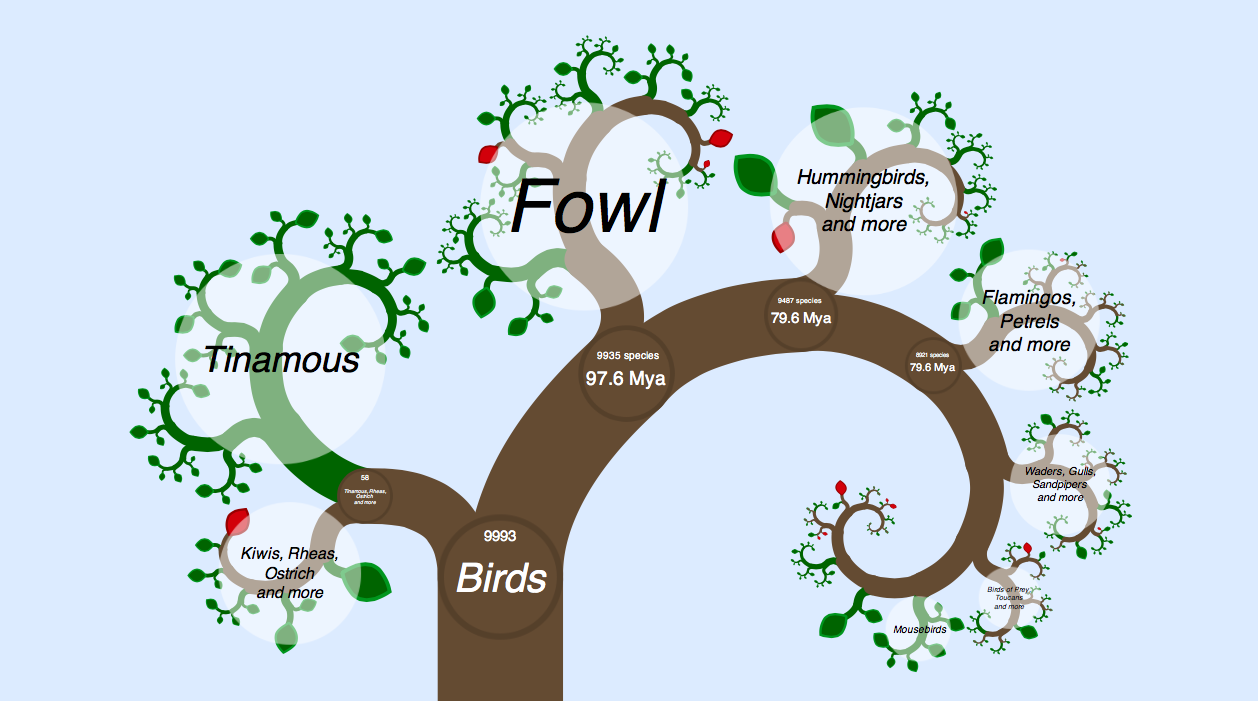 Fowl
Hummingbirds,
Nightjars
and more
Tinamous
Flamingos,
Petrels
and more
9487 species
79.6 Mya
9935 species
97.6 Mya
8921 species
79.6 Mya
58
Tinamous, Rheas,
Ostrich
and more
Waders, Gulls,
Sandpipers
and more
Kiwis, Rheas,
Ostrich
and more
9993
Birds
Birds of Prey,
Toucans
and more
Mousebirds